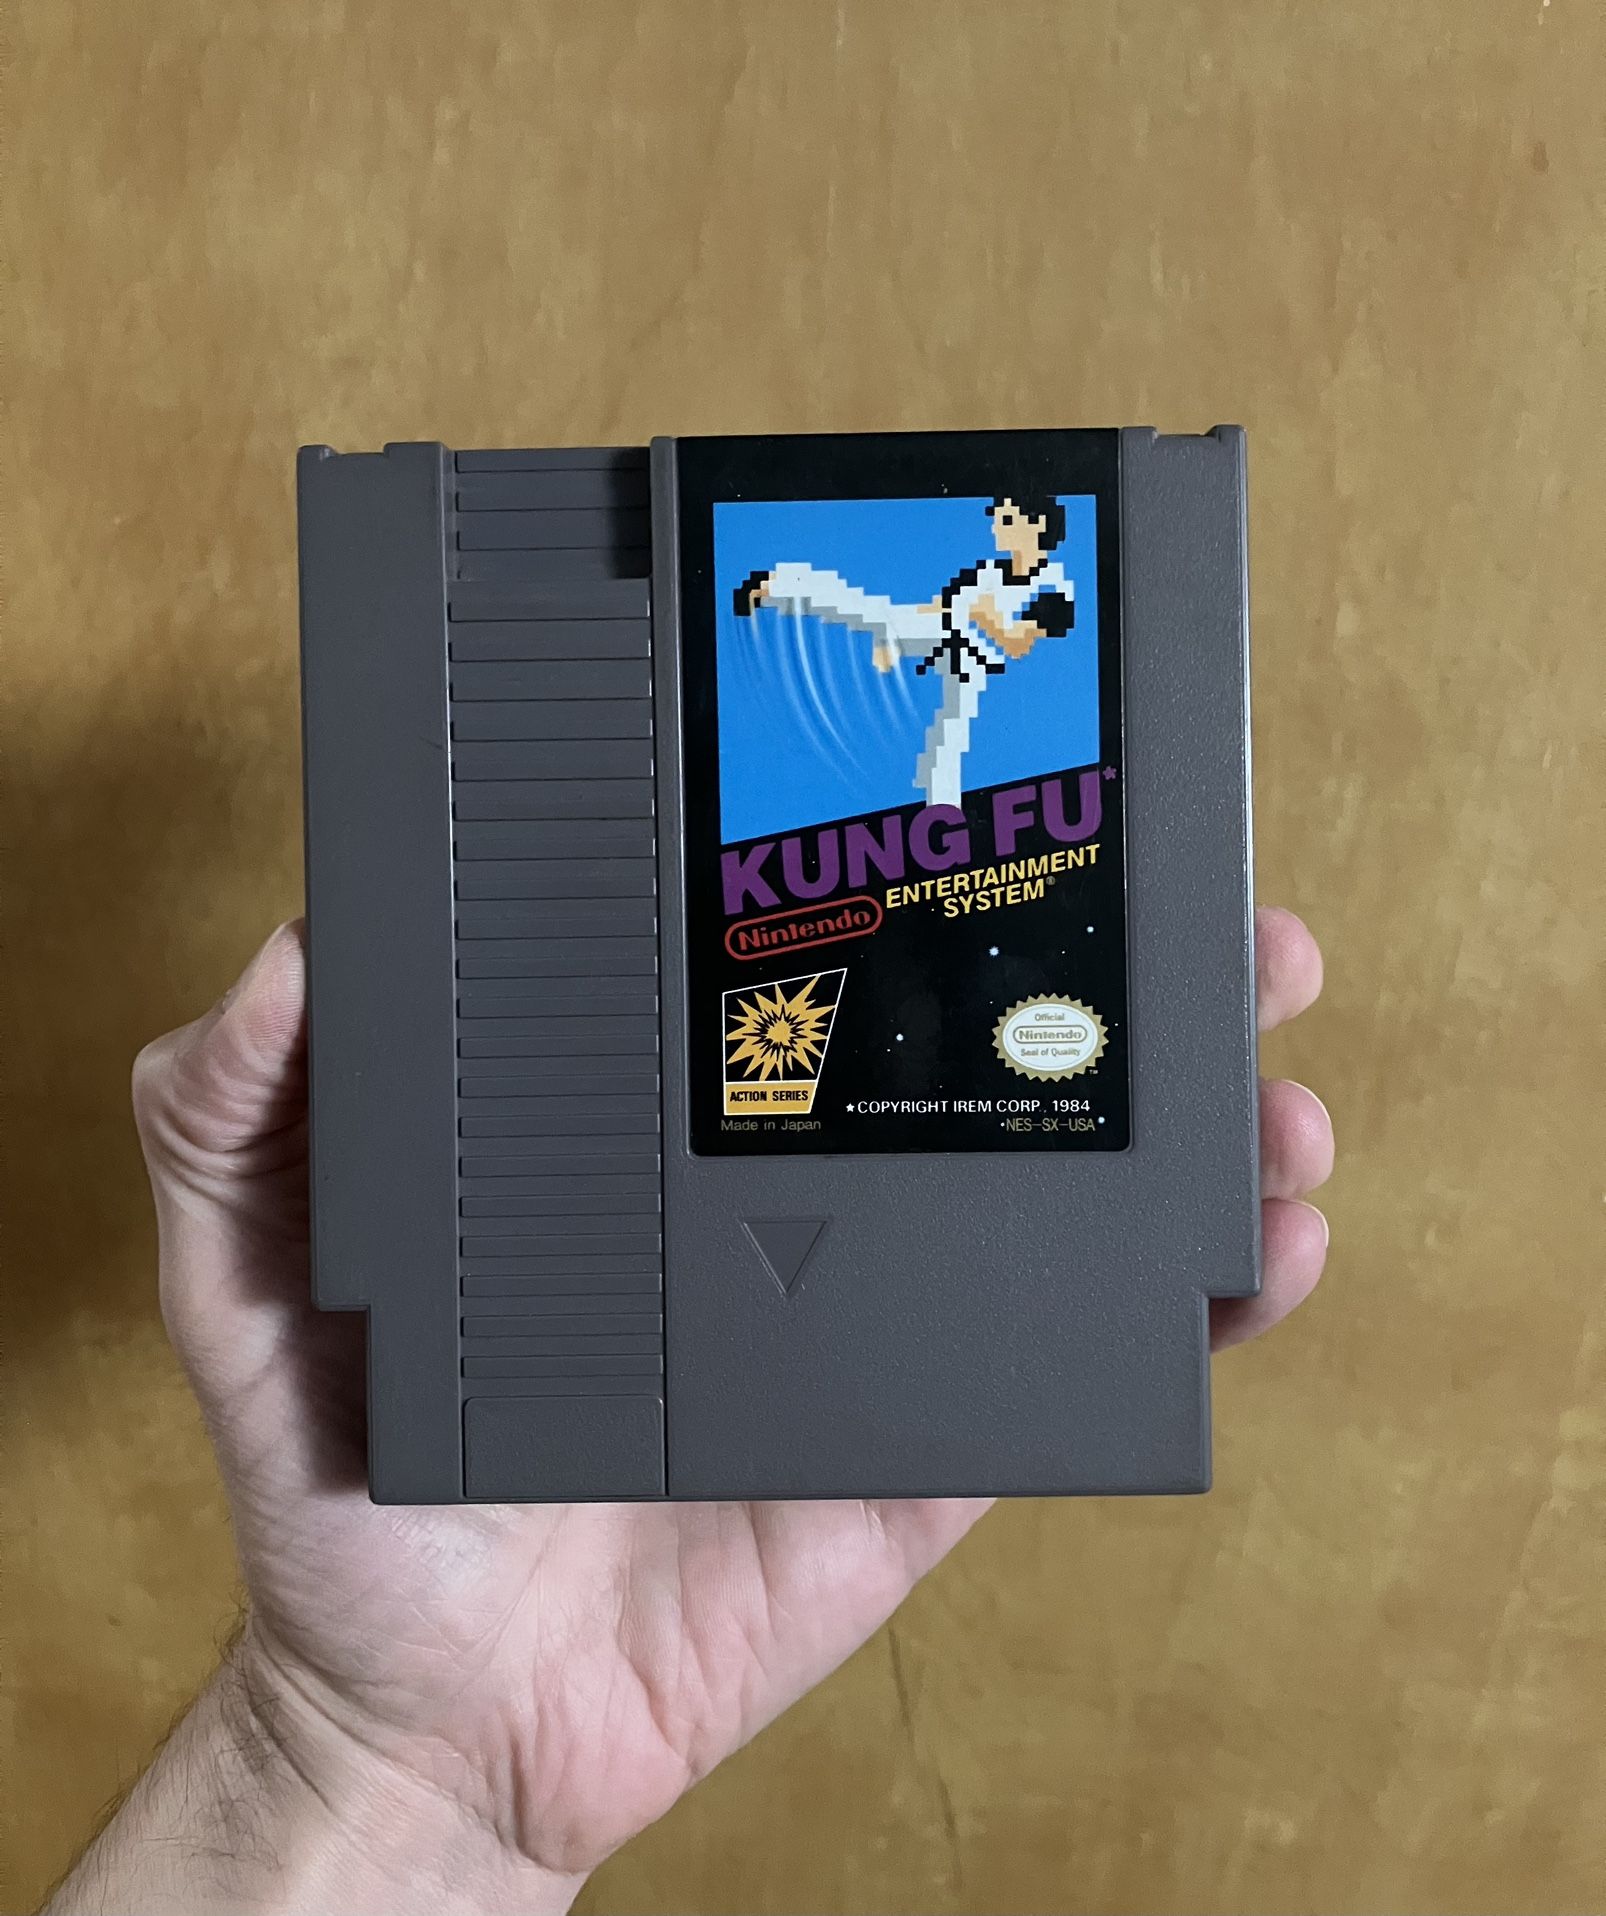 KUNG FU*
Nintendo
ENTERTAINMENT
SYSTEM®
ACTION SERIES
Made in Japan
Official
Nintendo
Seal of Quality
™
★COPYRIGHT IREM CORP., 1984
NES-SX-USA